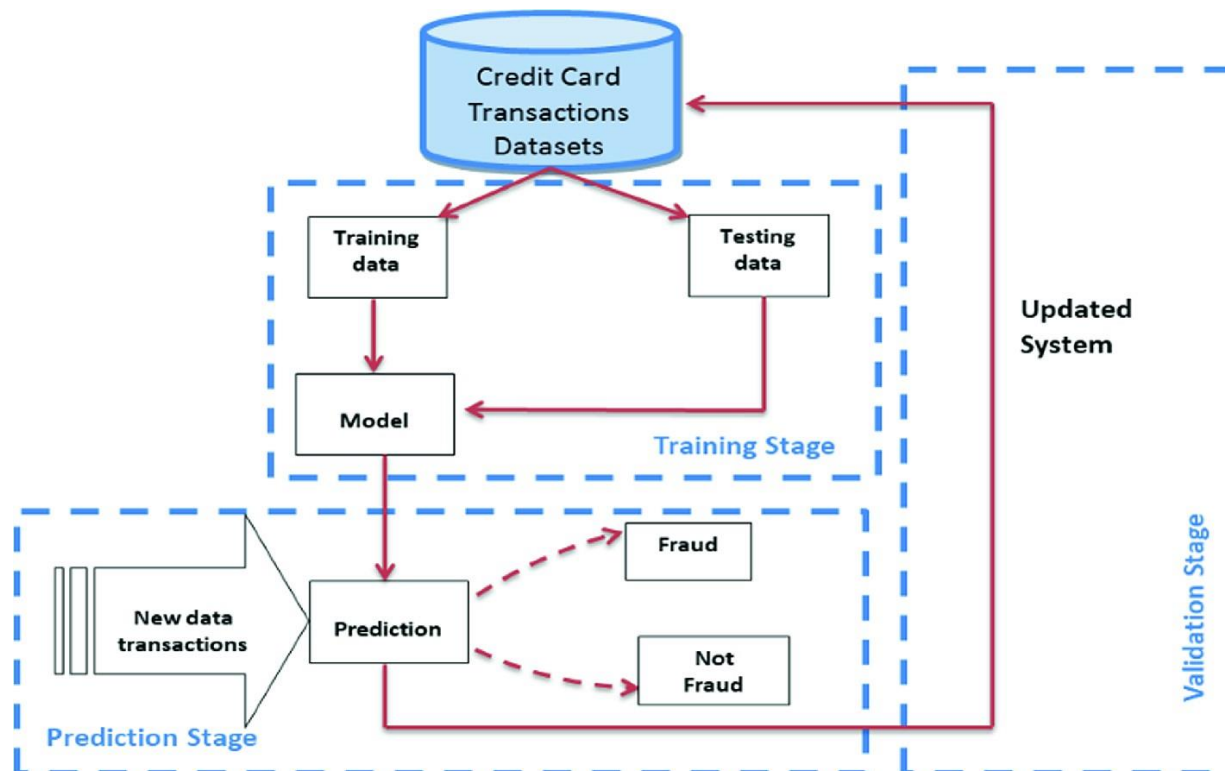 Credit Card
Transactions
Datasets
Training
data
Testing
data
Updated
System
Model
Training Stage
Fraud
New data
transactions
Prediction
Not
Fraud
Prediction Stage
Validation Stage